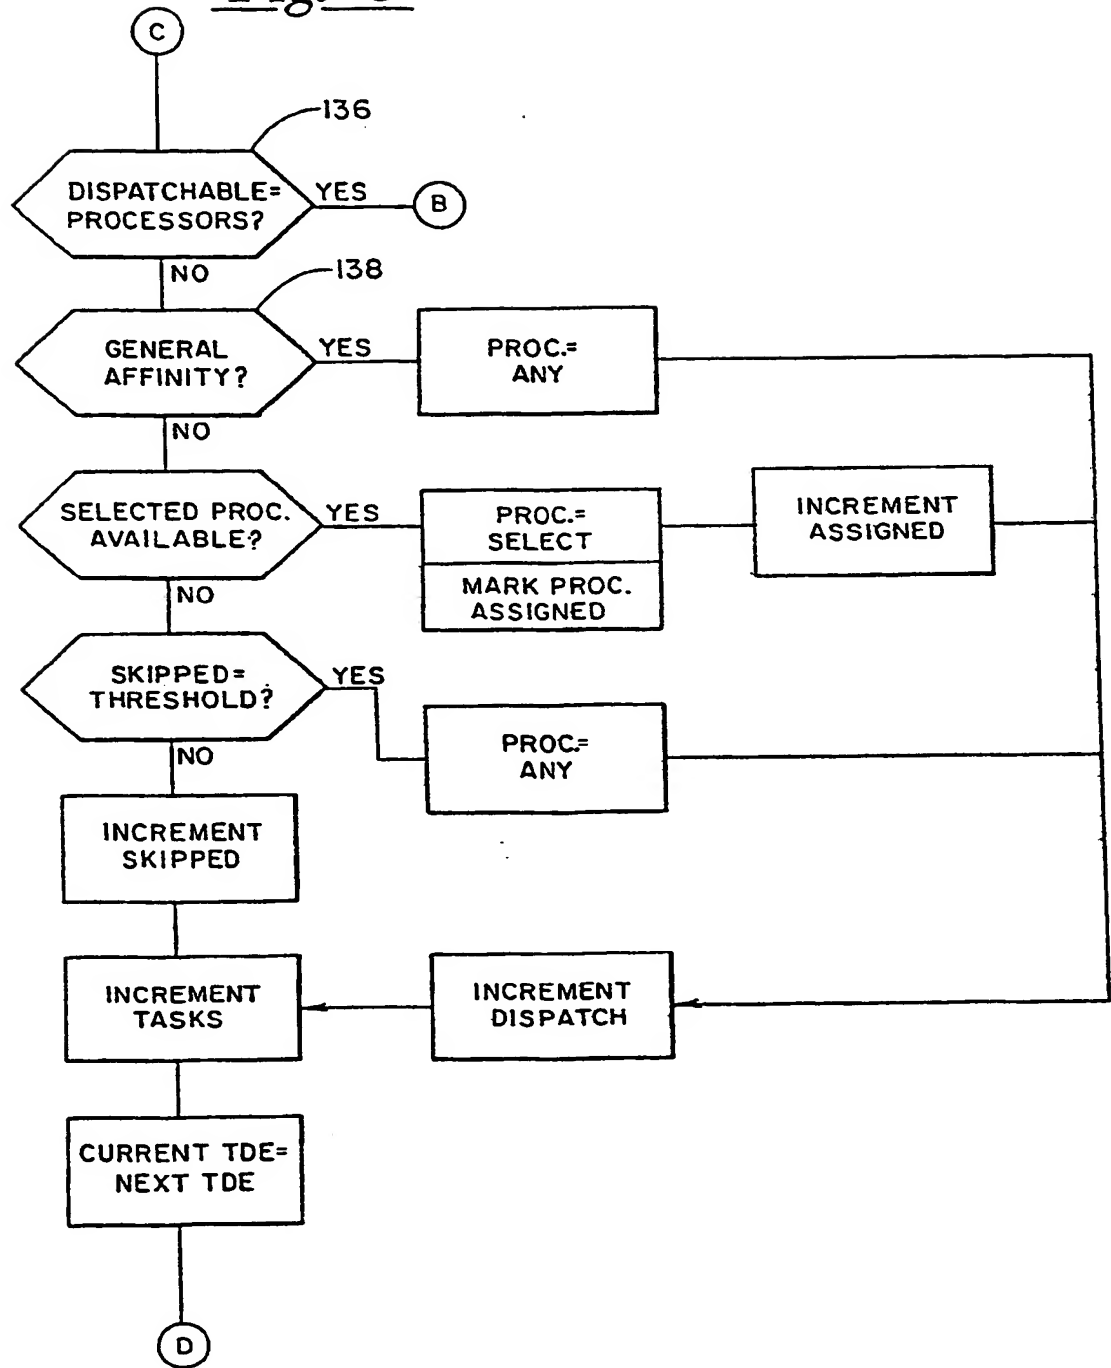 C
136
DISPATCHABLE=
PROCESSORS?
YES
B
NO
138
GENERAL
AFFINITY?
YES
PROC.=
ANY
NO
SELECTED PROC.
AVAILABLE?
YES
PROC.=
SELECT
MARK PROC.
ASSIGNED
INCREMENT
ASSIGNED
NO
SKIPPED=
THRESHOLD?
YES
PROC.=
ANY
NO
INCREMENT
SKIPPED
INCREMENT
TASKS
INCREMENT
DISPATCH
CURRENT TDE=
NEXT TDE
D